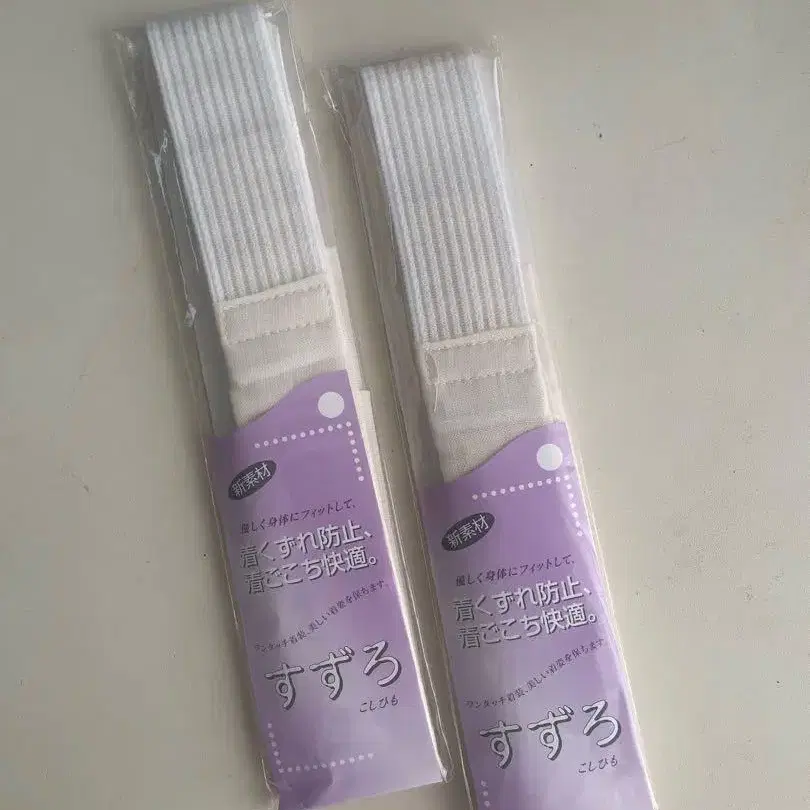 新素材
優しく身体にフィットして、
着くずれ防止、
着ごこち快適。
ワンタッチ着装、美しい着姿を保ちます。
すずろ
こしひも
新素材
優しく身体にフィットして、
着くずれ防止、
着ごこち快適。
ワンタッチ着装、美しい着姿を保ちます。
すずろ
こしひも